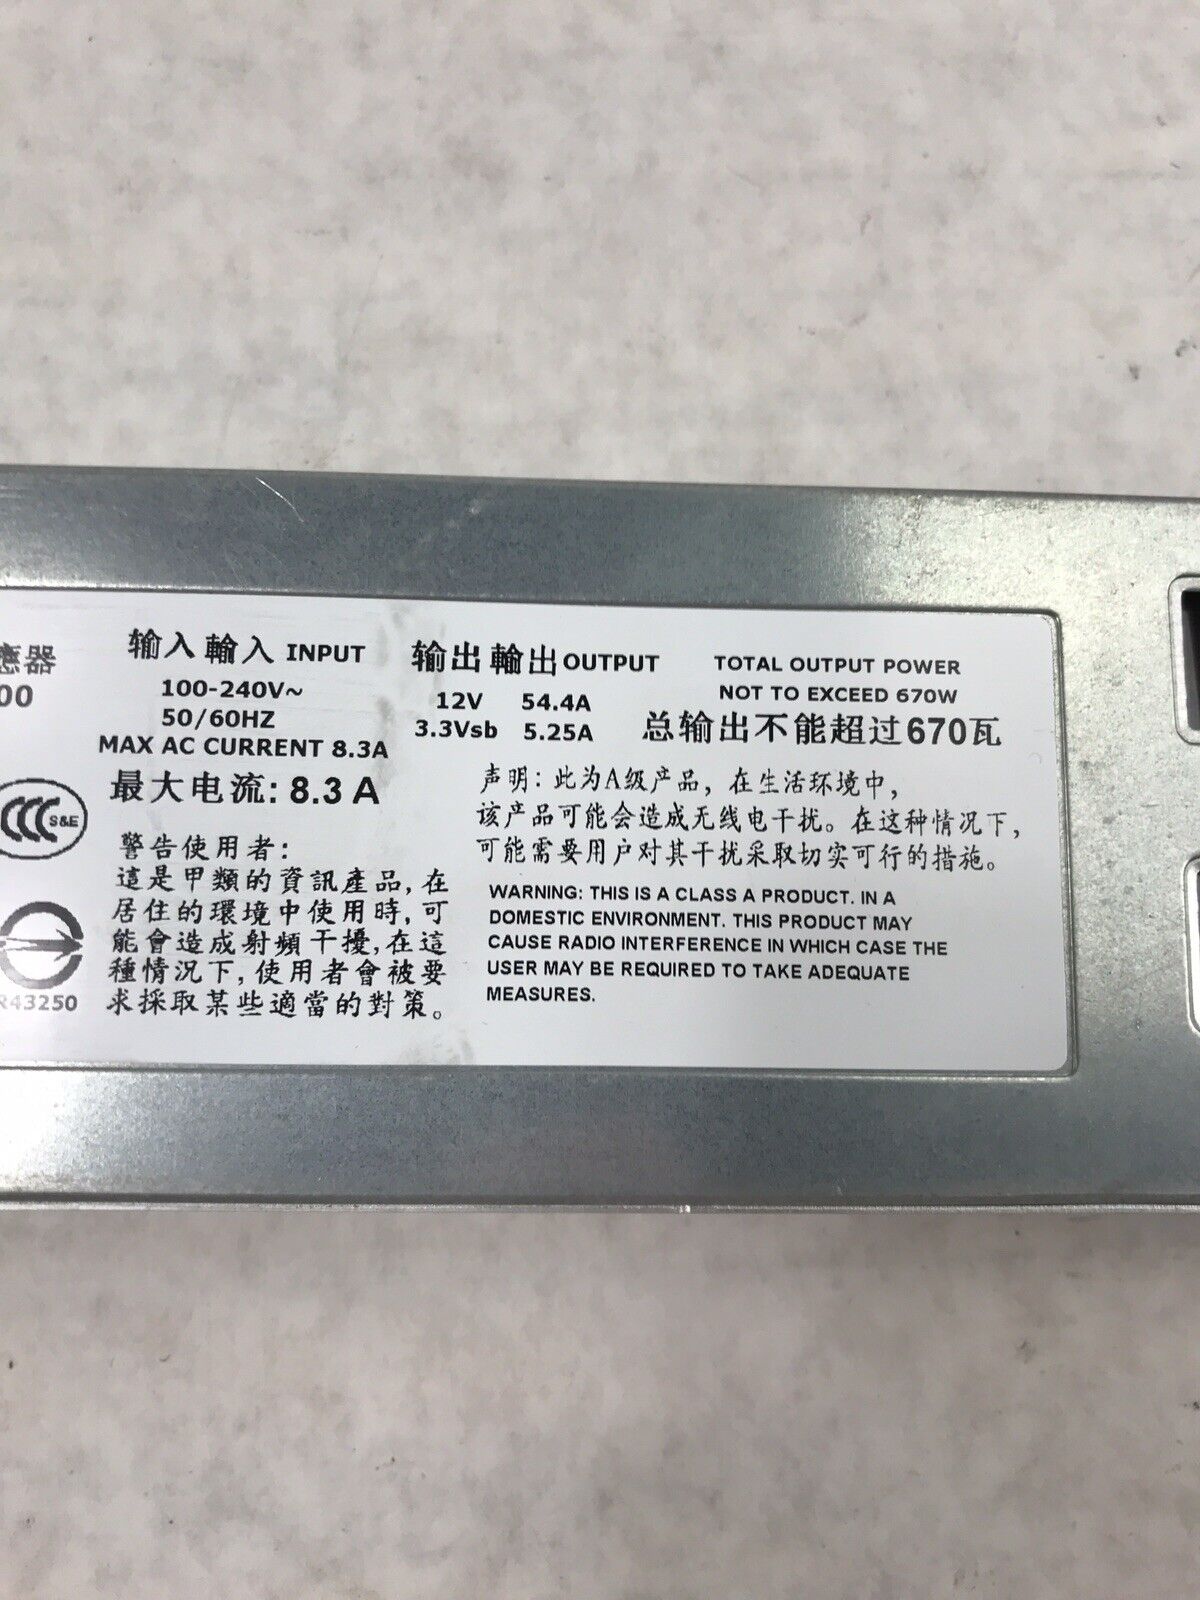 應器
00
输入 輸入 INPUT
100-240V~
50/60HZ
MAX AC CURRENT 8.3A
最大电流: 8.3 A
输出 輸出 OUTPUT
12V 54.4A
3.3Vsb 5.25A
TOTAL OUTPUT POWER
NOT TO EXCEED 670W
总输出不能超过670瓦
CCC S&E
R43250
警告使用者:
這是甲類的資訊產品,在
居住的環境中使用時,可
能會造成射頻干擾,在這
種情況下,使用者會被要
求採取某些適當的對策。
声明: 此为A级产品, 在生活环境中,
该产品可能会造成无线电干扰。在这种情况下,
可能需要用户对其干扰采取切实可行的措施。
WARNING: THIS IS A CLASS A PRODUCT. IN A
DOMESTIC ENVIRONMENT. THIS PRODUCT MAY
CAUSE RADIO INTERFERENCE IN WHICH CASE THE
USER MAY BE REQUIRED TO TAKE ADEQUATE
MEASURES.